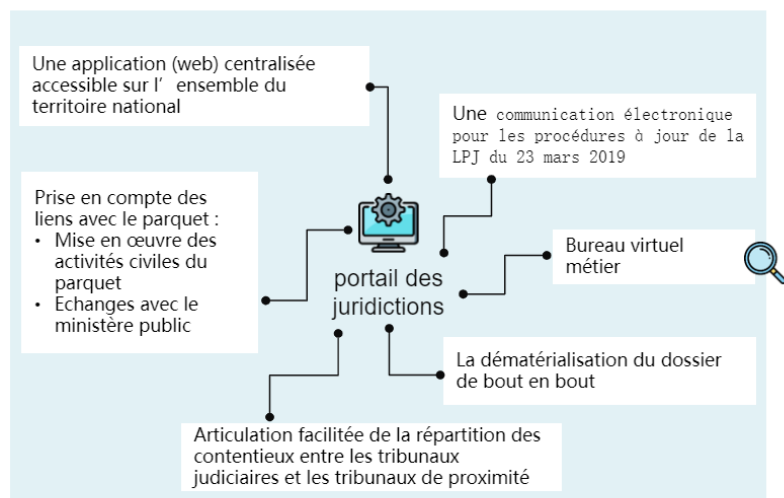 Une application (web) centralisée
accessible sur l' ensemble du
territoire national
Une communication électronique
pour les procédures à jour de la
LPJ du 23 mars 2019
Prise en compte des
liens avec le parquet :
• Mise en œuvre des
activités civiles du
parquet
• Echanges avec le
ministère public
portail des
juridictions
Bureau virtuel
métier
La dématérialisation du dossier
de bout en bout
Articulation facilitée de la répartition des
contentieux entre les tribunaux
judiciaires et les tribunaux de proximité